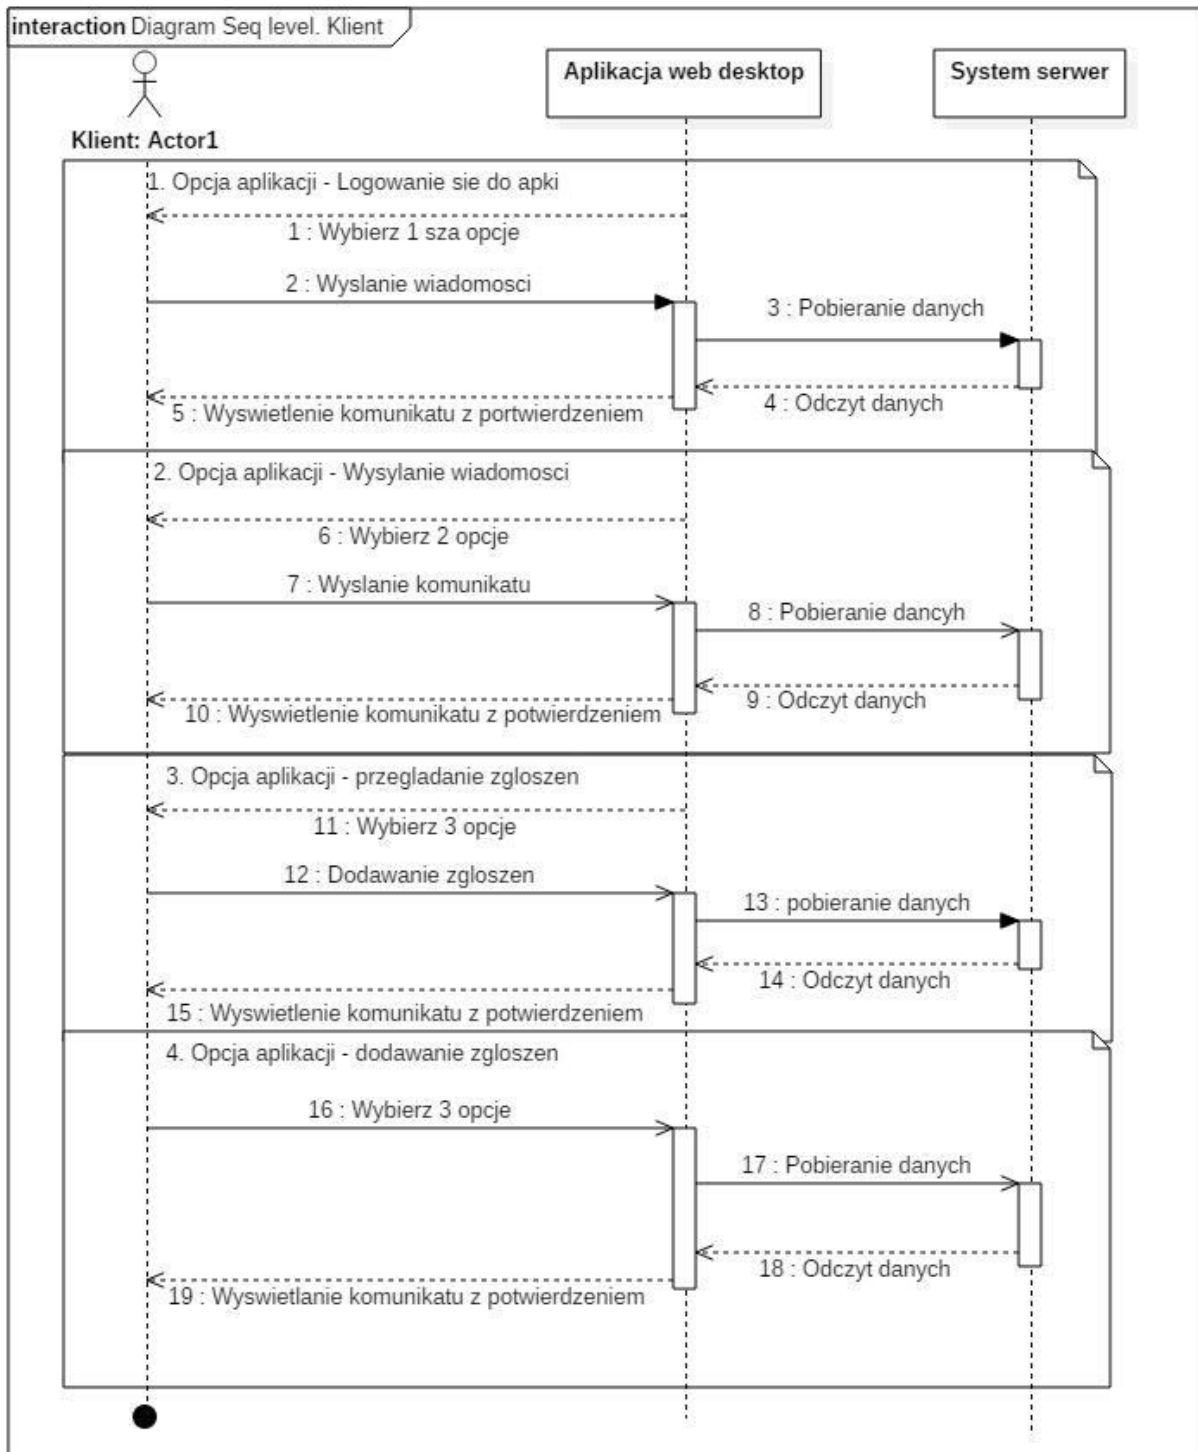 interaction Diagram Seq level. Klient
Aplikacja web desktop
System serwer
Klient: Actor1
1. Opcja aplikacji - Logowanie sie do apki
1 : Wybierz 1 sza opcje
2 : Wyslanie wiadomosci
3 : Pobieranie danych
4 : Odczyt danych
5 : Wyswietlenie komunikatu z portwierdzeniem
2. Opcja aplikacji - Wysylanie wiadomosci
6 : Wybierz 2 opcje
7 : Wyslanie komunikatu
8 : Pobieranie dancyh
9 : Odczyt danych
10 : Wyswietlenie komunikatu z potwierdzeniem
3. Opcja aplikacji - przegladanie zgloszen
11 : Wybierz 3 opcje
12 : Dodawanie zgloszen
13 : pobieranie danych
14 : Odczyt danych
15 : Wyswietlenie komunikatu z potwierdzeniem
4. Opcja aplikacji - dodawanie zgloszen
16 : Wybierz 3 opcje
17 : Pobieranie danych
18 : Odczyt danych
19 : Wyswietlanie komunikatu z potwierdzeniem